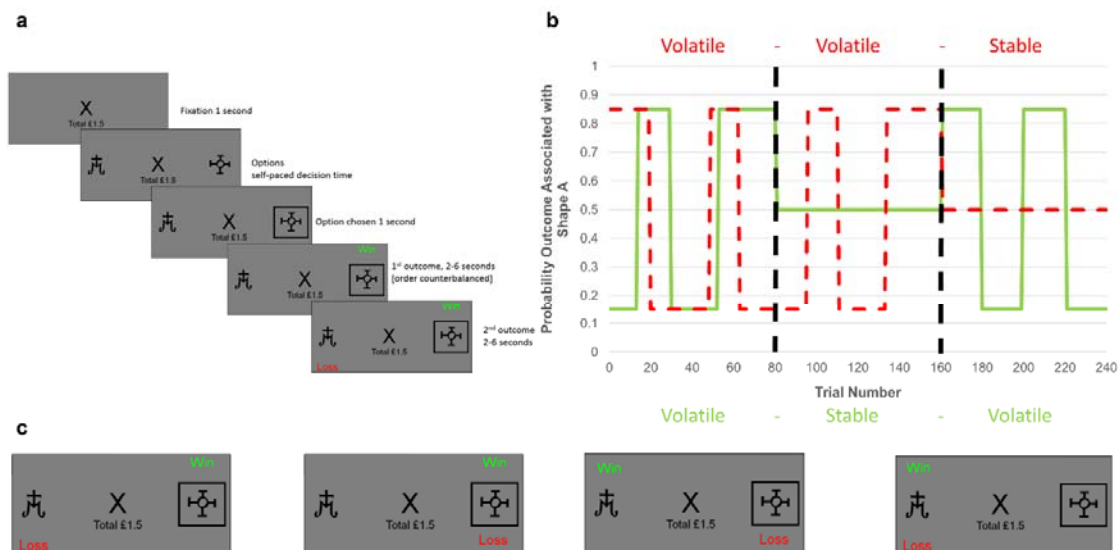 a
X
Total £1.5
Fixation 1 second
X
Total £1.5
Options
self-paced decision time
X
Total £1.5
Option chosen 1 second
Win
X
Total £1.5
1st outcome, 2-6 seconds
(order counterbalanced)
Win
X
Total £1.5
Loss
2nd outcome
2-6 seconds
b
Volatile - Volatile - Stable
Probability Outcome Associated with
Shape A
1
0.9
0.8
0.7
0.6
0.5
0.4
0.3
0.2
0.1
0
0 20 40 60 80 100 120 140 160 180 200 220 240
Trial Number
Volatile - Stable - Volatile
c
Win
X
Total £1.5
Loss
Win
X
Total £1.5
Loss
Win
X
Total £1.5
Loss
Win
X
Total £1.5
Loss